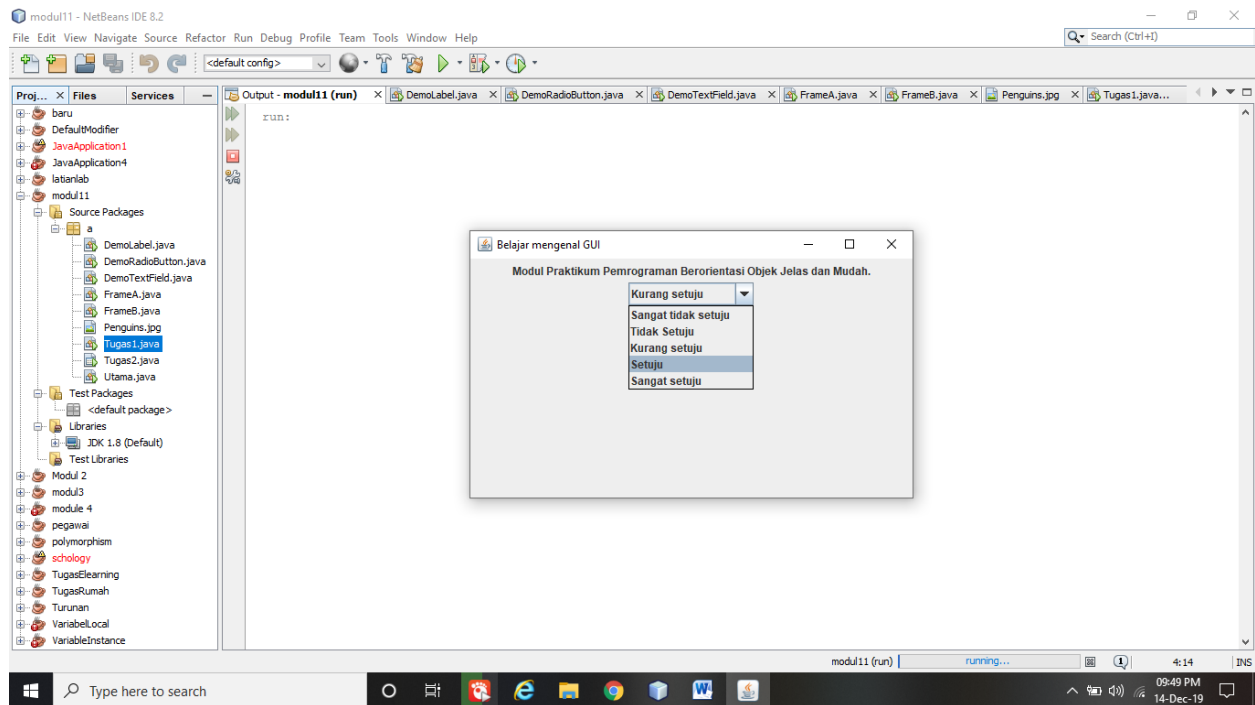 modul11 - NetBeans IDE 8.2
File Edit View Navigate Source Refactor Run Debug Profile Team Tools Window Help
Search (Ctrl+I)
<default config>
Proj... Files Services
Output - modul11 (run) DemoLabel.java DemoRadioButton.java DemoTextField.java FrameA.java FrameB.java Penguins.jpg Tugas1.java...
run:
baru
DefaultModifier
JavaApplication1
JavaApplication4
latianlab
modul11
Source Packages
a
DemoLabel.java
DemoRadioButton.java
DemoTextField.java
FrameA.java
FrameB.java
Penguins.jpg
Tugas1.java
Tugas2.java
Utama.java
Test Packages
<default package>
Libraries
JDK 1.8 (Default)
Test Libraries
Modul 2
modul3
module 4
pegawai
polymorphism
schology
TugasElearning
TugasRumah
Turunan
VariabelLocal
VariableInstance
Belajar mengenal GUI
Modul Praktikum Pemrograman Berorientasi Objek Jelas dan Mudah.
Kurang setuju
Sangat tidak setuju
Tidak Setuju
Kurang setuju
Setuju
Sangat setuju
modul11 (run) running... 1 4:14 INS
Type here to search
09:49 PM
14-Dec-19